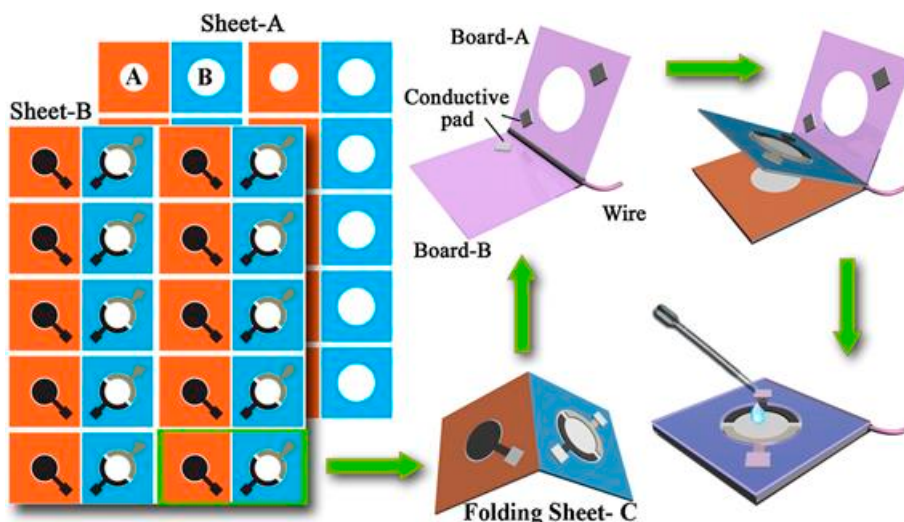 Sheet-A
A
B
Sheet-B
Board-A
Conductive
pad
Wire
Board-B
Folding Sheet- C